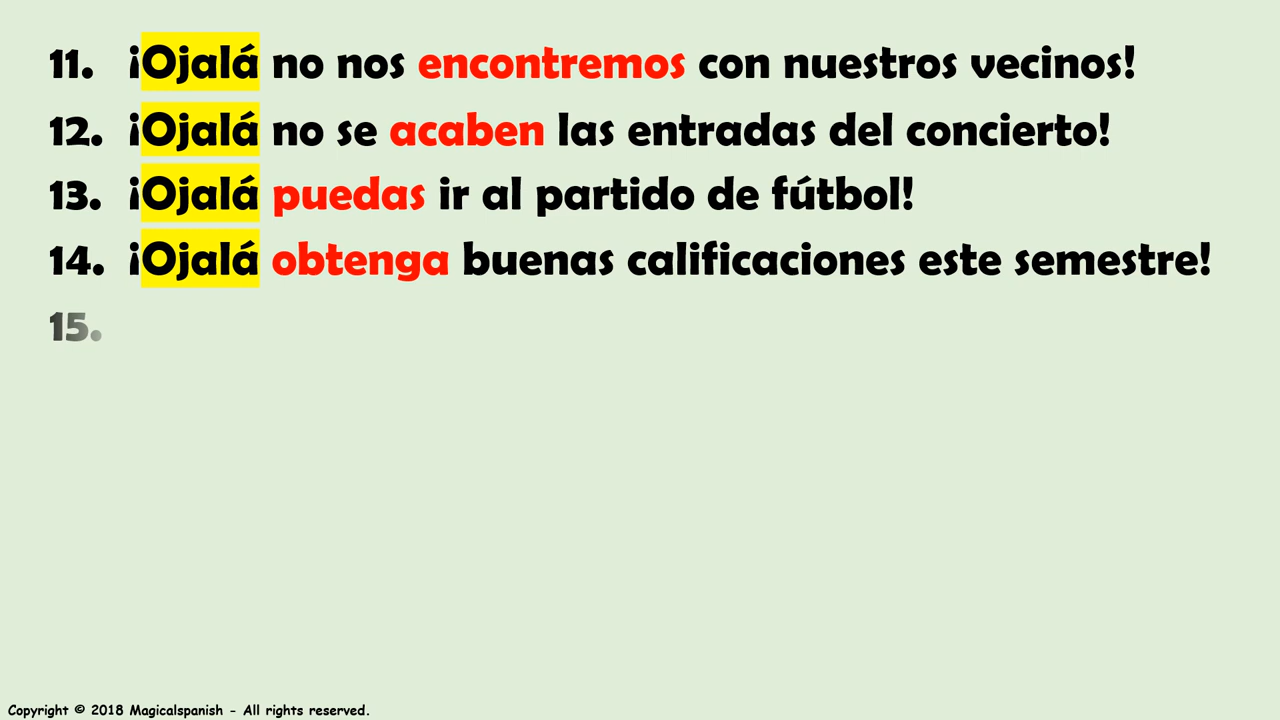 11. ¡Ojalá no nos encontremos con nuestros vecinos!
12. ¡Ojalá no se acaben las entradas del concierto!
13. ¡Ojalá puedas ir al partido de fútbol!
14. ¡Ojalá obtenga buenas calificaciones este semestre!
15.
Copyright © 2018 Magicalspanish - All rights reserved.